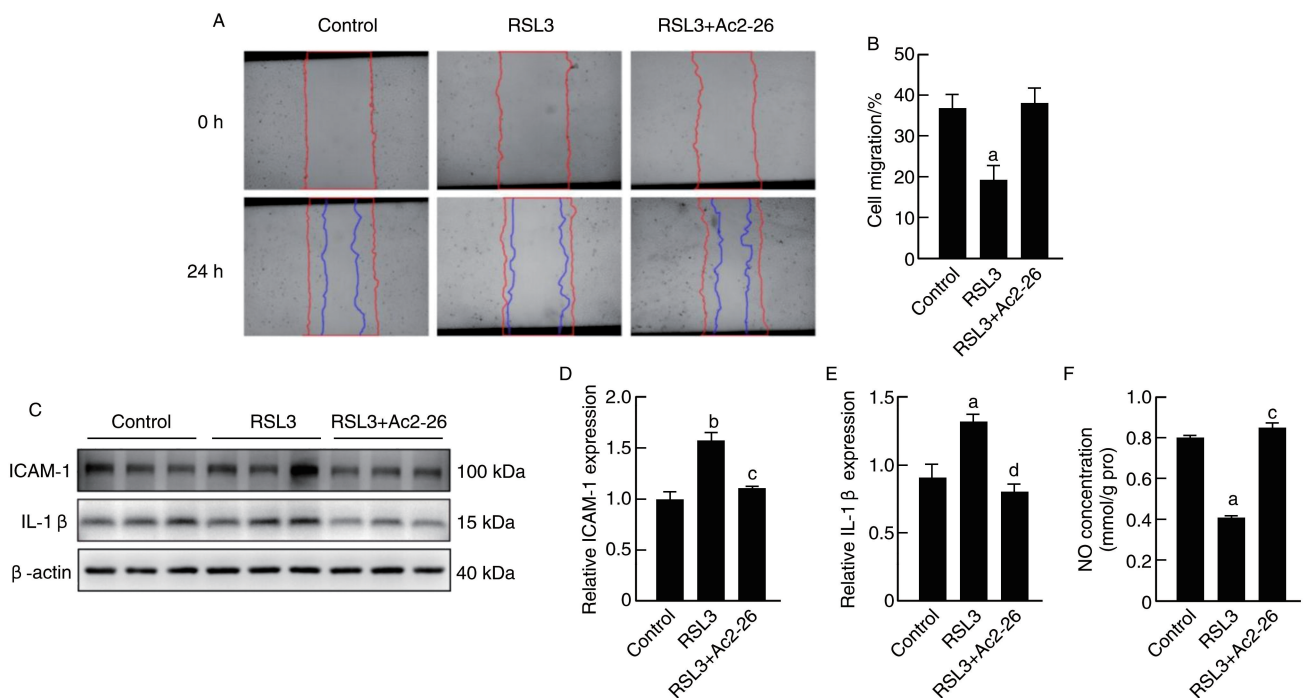 A
Control
RSL3
RSL3+Ac2-26
0 h
24 h
B
Cell migration/%
50
40
30
20
10
0
a
Control
RSL3
RSL3+Ac2-26
C
Control
RSL3
RSL3+Ac2-26
ICAM-1
100 kDa
IL-1 β
15 kDa
β -actin
40 kDa
D
Relative ICAM-1 expression
2.0
1.5
1.0
0.5
0
b
c
Control
RSL3
RSL3+Ac2-26
E
Relative IL-1 β expression
1.5
1.0
0.5
0
a
d
Control
RSL3
RSL3+Ac2-26
F
NO concentration
(mmol/g pro)
1.0
0.8
0.6
0.4
0.2
0
a
c
Control
RSL3
RSL3+Ac2-26